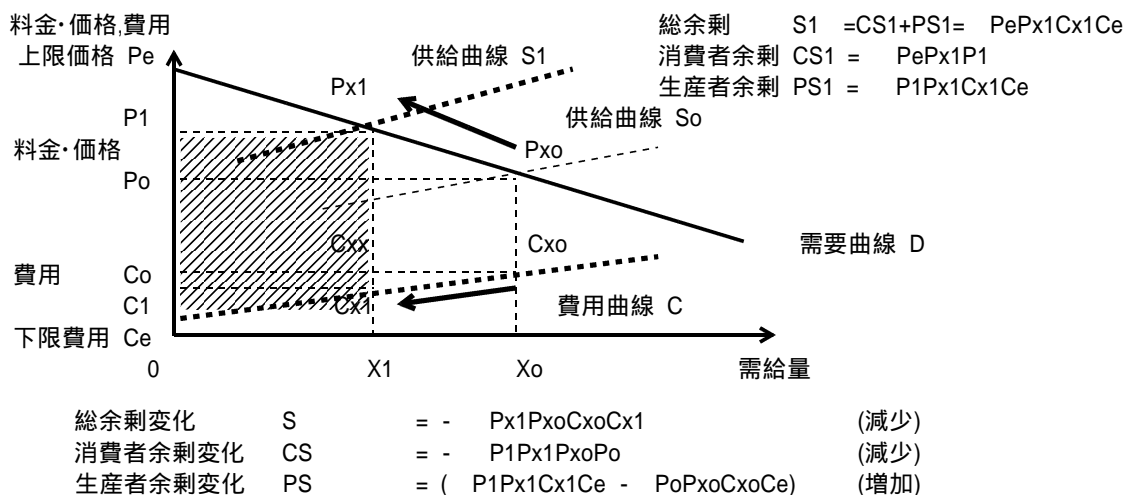 料金・価格,費用
総余剰 S1 =CS1+PS1= PePx1Cx1Ce
上限価格 Pe
供給曲線 S1
消費者余剰 CS1 = PePx1P1
Px1
生産者余剰 PS1 = P1Px1Cx1Ce
P1
供給曲線 So
料金・価格
Pxo
Po
Cxx
Cxo
需要曲線 D
費用 Co
C1
Cx1
費用曲線 C
下限費用 Ce
0
X1
Xo
需給量
総余剰変化 S = - Px1PxoCxoCx1 (減少)
消費者余剰変化 CS = - P1Px1PxoPo (減少)
生産者余剰変化 PS = ( P1Px1Cx1Ce - PoPxoCxoCe) (増加)